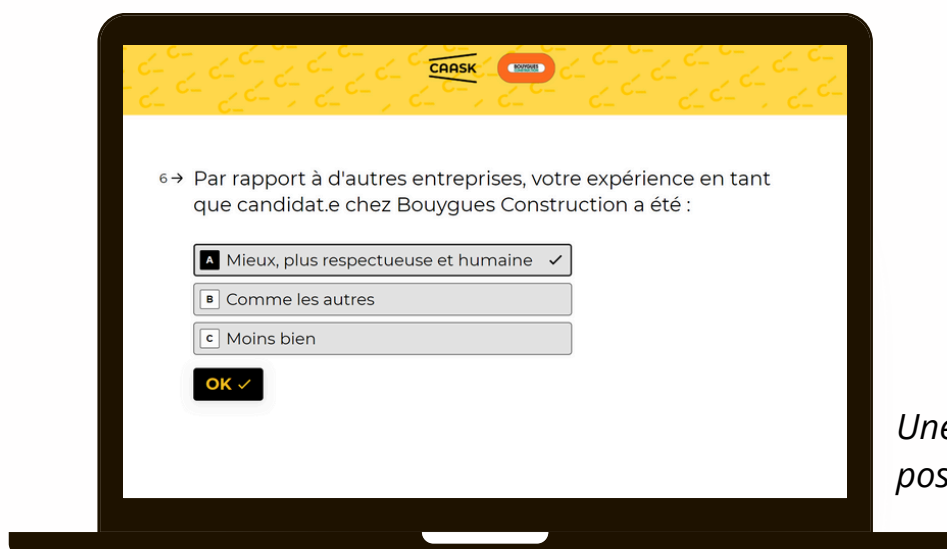 CAASK
BOUYGUES
6→ Par rapport à d'autres entreprises, votre expérience en tant
que candidat.e chez Bouygues Construction a été :
A Mieux, plus respectueuse et humaine ✓
B Comme les autres
C Moins bien
OK ✓
Une
pos